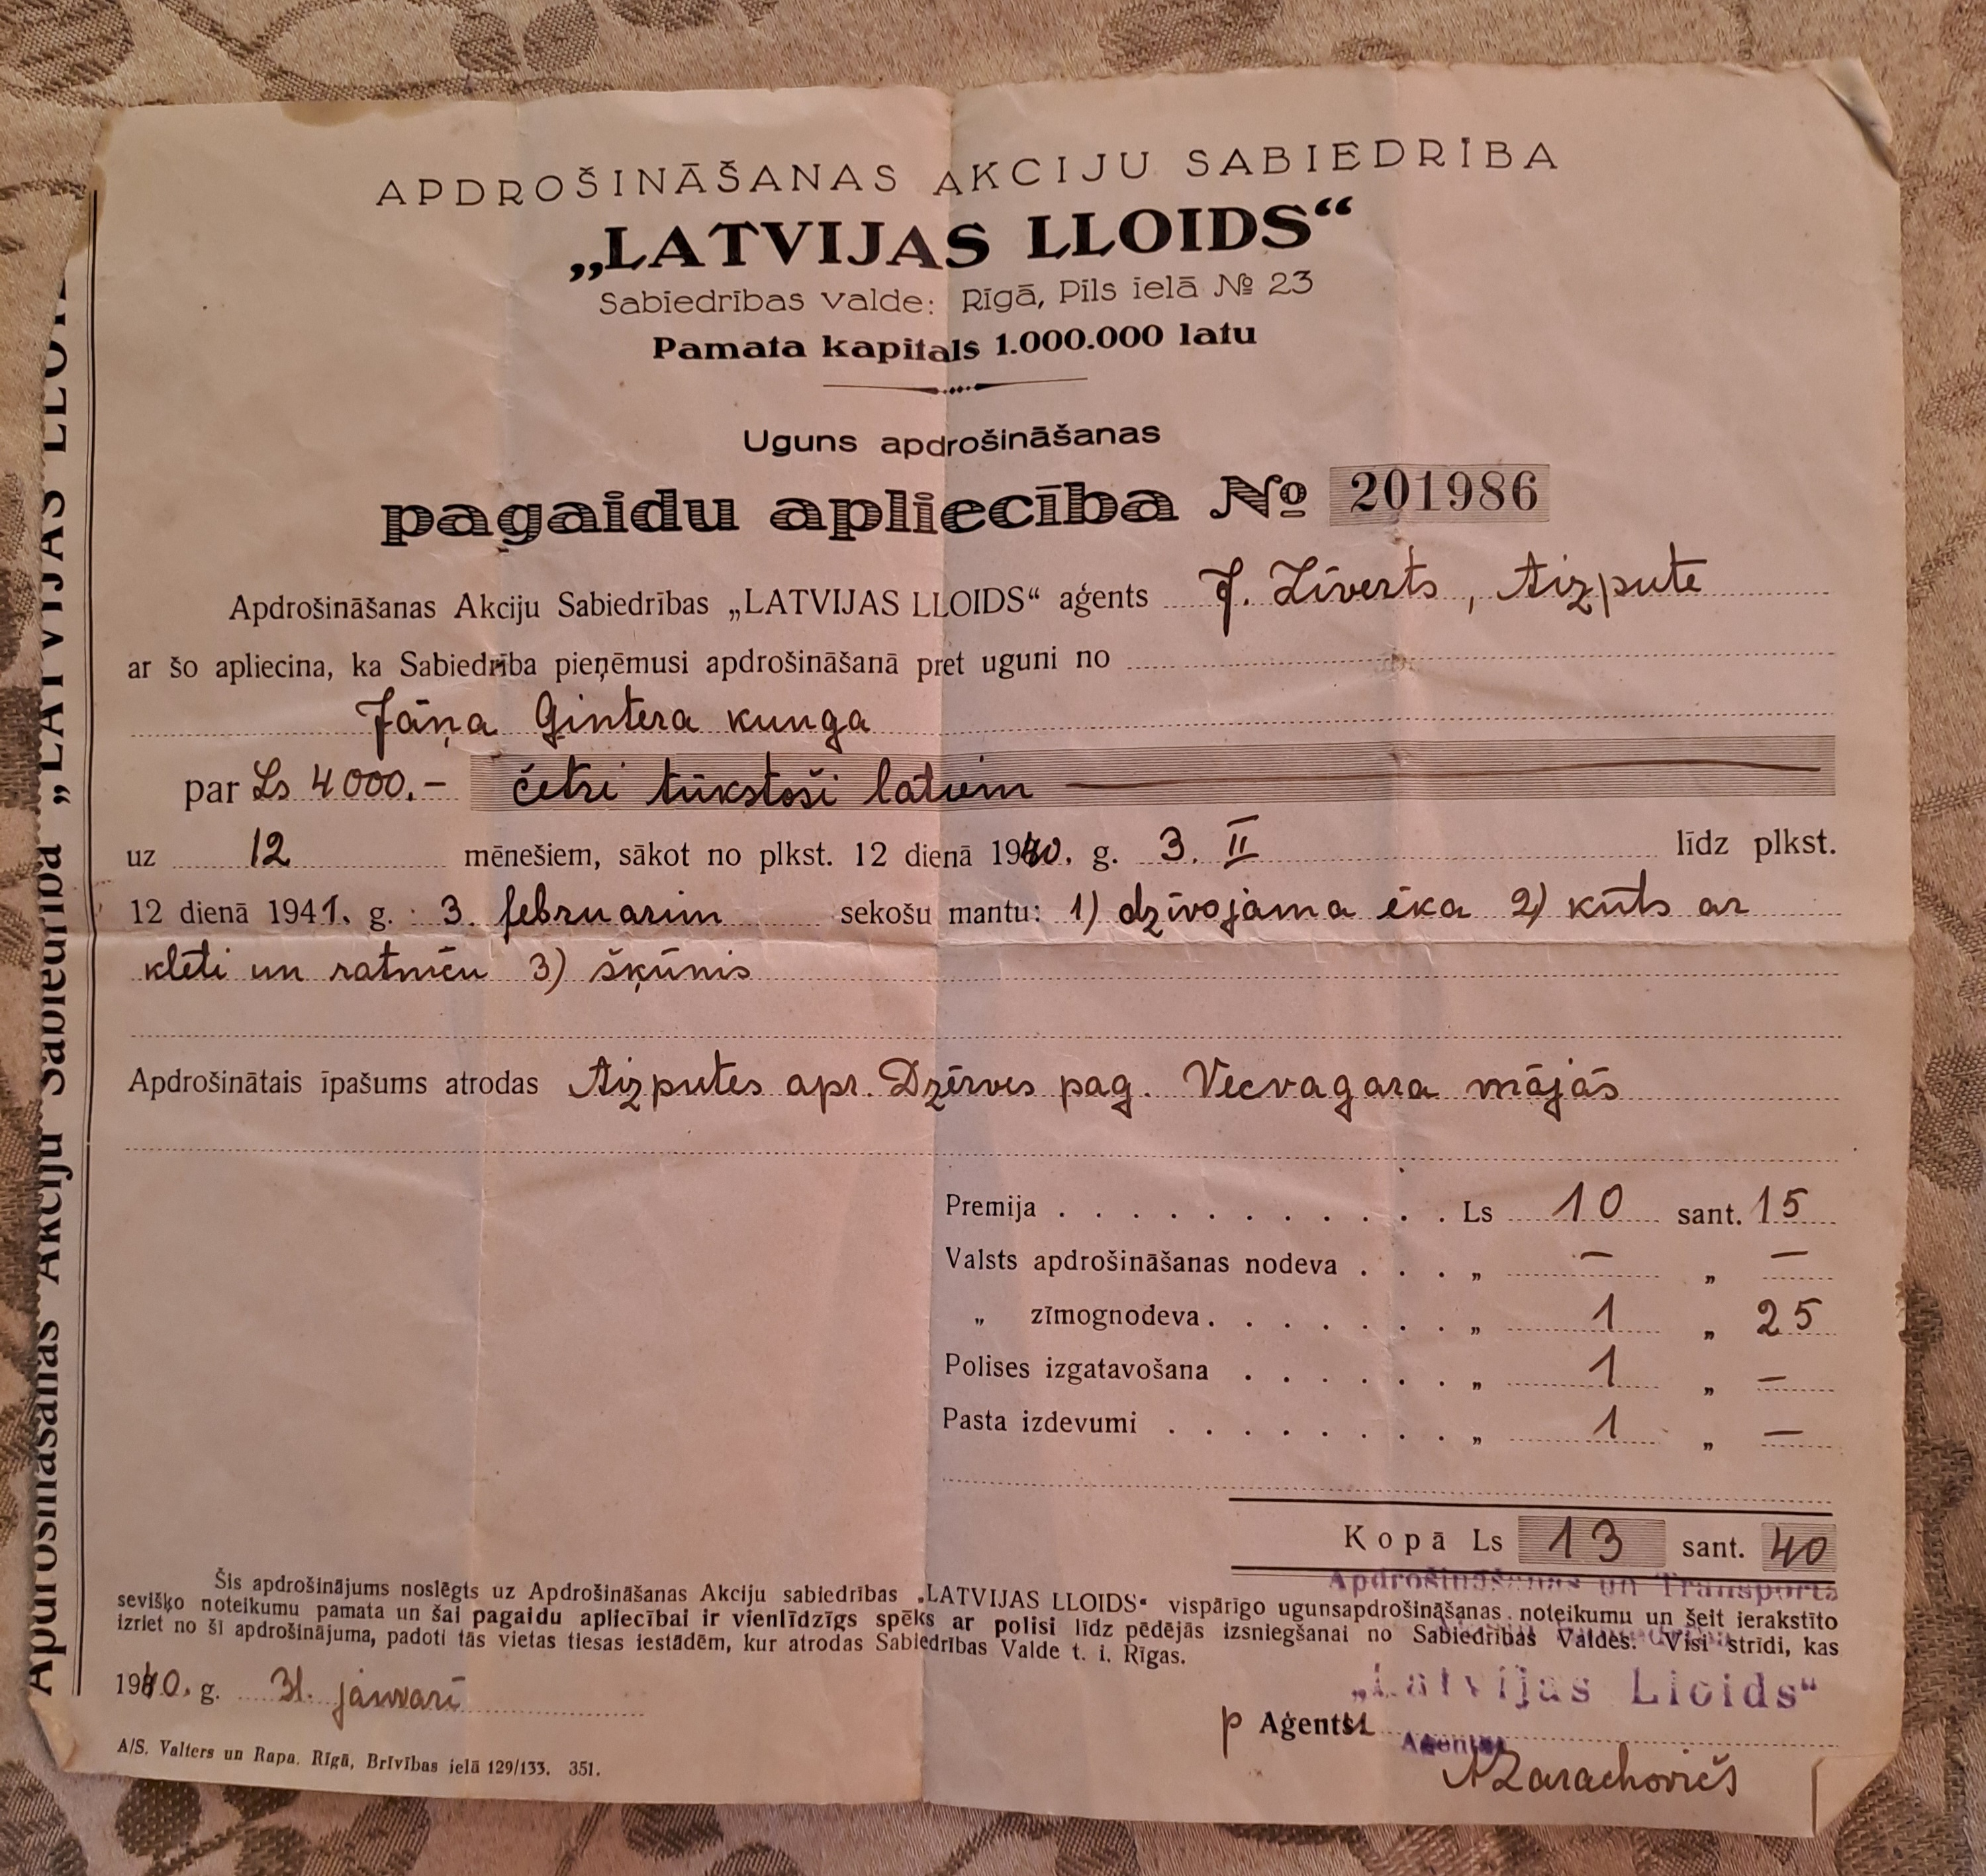 APDROŠINĀŠANAS AKCIJU SABIEDRĪBA
„LATVIJAS LLOIDS“
Sabiedrības valde: Rīgā, Pils ielā № 23
Pamata kapitals 1.000.000 latu
Uguns apdrošināšanas
pagaidu apliecība № 201986
Apdrošināšanas Akciju Sabiedrības „LATVIJAS LLOIDS“ aģents J. Zīverts, Aizpute
ar šo apliecina, ka Sabiedrība pieņēmusi apdrošināšanā pret uguni no
Jāņa Ģintera kunga
par Ls 4000.- četri tūkstoši latiem
uz 12 mēnešiem, sākot no plkst. 12 dienā 1940. g. 3. II līdz plkst.
12 dienā 1941. g. 3. februarim sekošu mantu: 1) dzīvojāma ēka 2) kūts ar
klēti un ratnicu 3) šķūnis
Apdrošinātais īpašums atrodas Aizputes apr. Dzērves pag. Vecvagara mājās
Premija . . . . . . . . . . . . Ls 10 sant. 15
Valsts apdrošināšanas nodeva . . . „ — „ —
„ zīmognodeva . . . . . . . . „ 1 „ 25
Polises izgatavošana . . . . . . „ 1 „ —
Pasta izdevumi . . . . . . . . „ 1 „ —
Kopā Ls 13 sant. 40
Šis apdrošinājums noslēgts uz Apdrošināšanas Akciju sabiedrības „LATVIJAS LLOIDS“ vispārīgo ugunsapdrošināšanas noteikumu un šeit ierakstīto
sevišķo noteikumu pamata un šai pagaidu apliecībai ir vienlīdzīgs spēks ar polisi līdz pēdējās izsniegšanai no Sabiedrības Valdes. Visi strīdi, kas
izriet no šī apdrošinājuma, padoti tās vietas tiesas iestādēm, kur atrodas Sabiedrības Valde t. i. Rīgas.
Apdrošināšanas un Transporta
„Latvijas Lloids“
1940. g. 31. janvarī
p Aģents
Aģents
A/S. Valters un Rapa. Rīgā, Brīvības ielā 129/133. 351.
Apdrošināšanas Akciju Sabiedrība „LATVIJAS LLOID